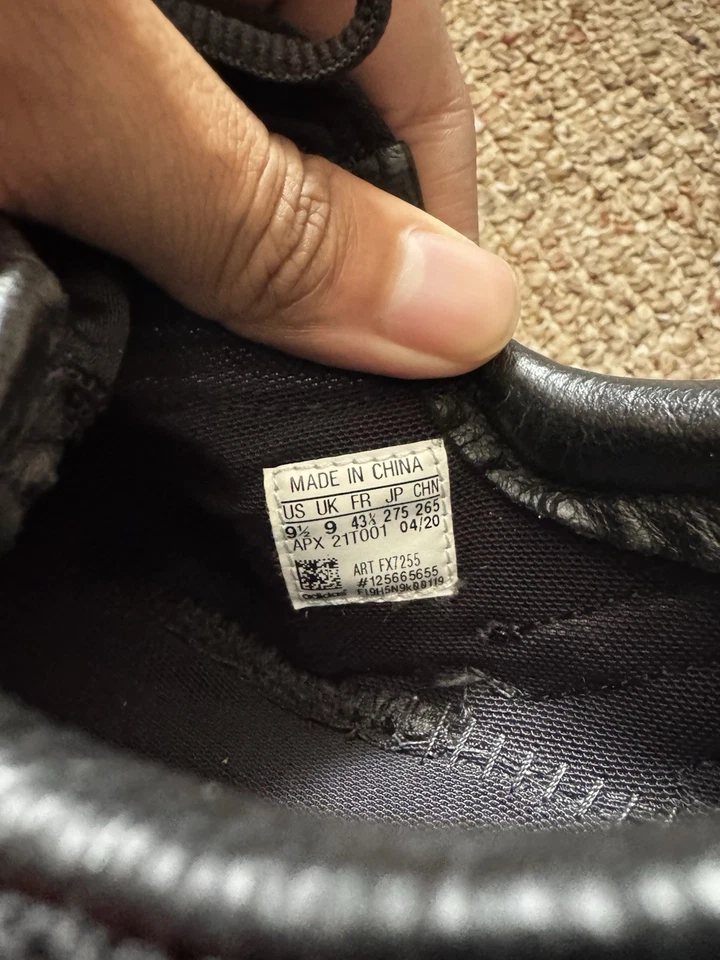 MADE IN CHINA
US UK FR JP CHN
9½ 9 43⅓ 275 265
APX 21T001 04/20
ART FX7255
#125665655
adidas